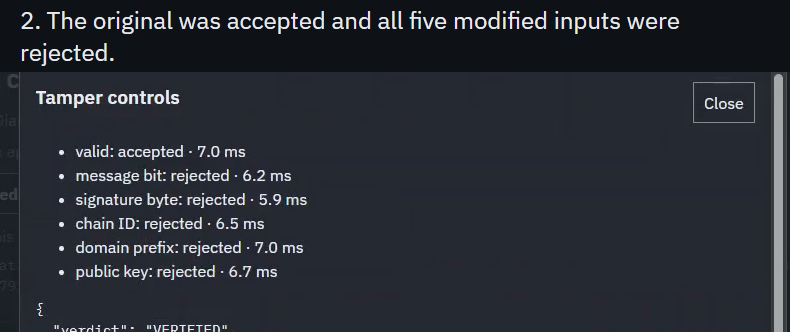 2. The original was accepted and all five modified inputs were
rejected.
Tamper controls
Close
• valid: accepted · 7.0 ms
• message bit: rejected · 6.2 ms
• signature byte: rejected · 5.9 ms
• chain ID: rejected · 6.5 ms
• domain prefix: rejected · 7.0 ms
• public key: rejected · 6.7 ms
{
"verdict": "VERIFIED"